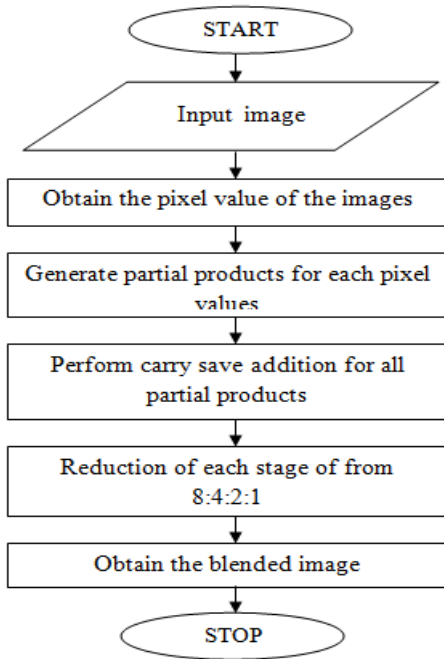 START
Input image
Obtain the pixel value of the images
Generate partial products for each pixel
values
Perform carry save addition for all
partial products
Reduction of each stage of from
8:4:2:1
Obtain the blended image
STOP